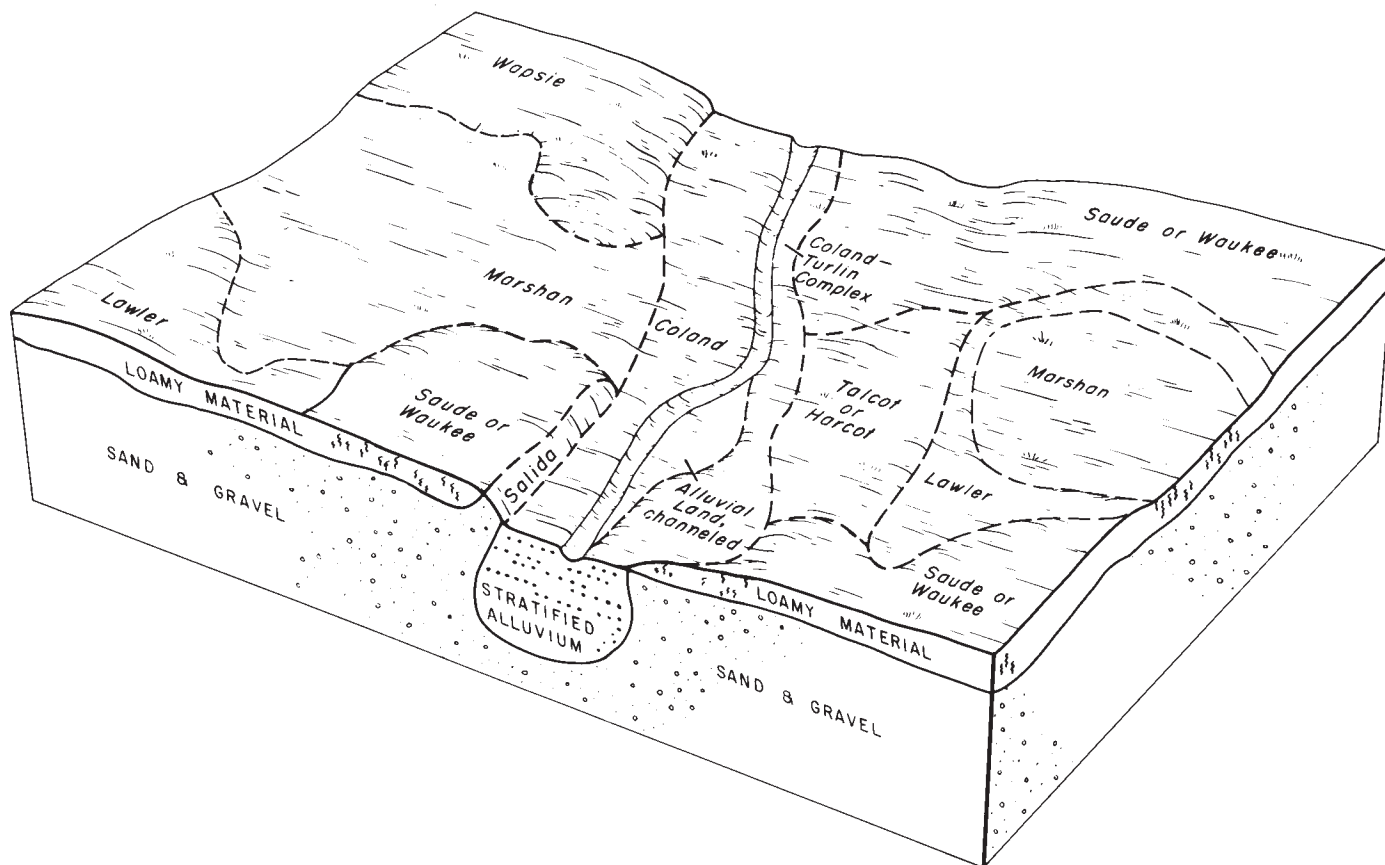 Wapsie
Saude or Waukee
Coland—
Turlin
Complex
Marshan
Lawler
Coland
Marshan
Talcot
or
Harcot
Saude or
Waukee
LOAMY MATERIAL
Salida
Lawler
Alluvial
Land,
channeled
SAND & GRAVEL
Saude or
Waukee
STRATIFIED
ALLUVIUM
LOAMY MATERIAL
SAND & GRAVEL